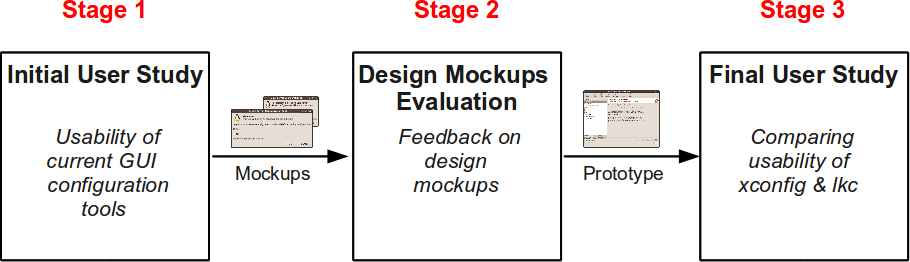 Stage 1
Stage 2
Stage 3
Initial User Study
Usability of
current GUI
configuration
tools
Mockups
Design Mockups
Evaluation
Feedback on
design
mockups
Prototype
Final User Study
Comparing
usability of
xconfig & lkc